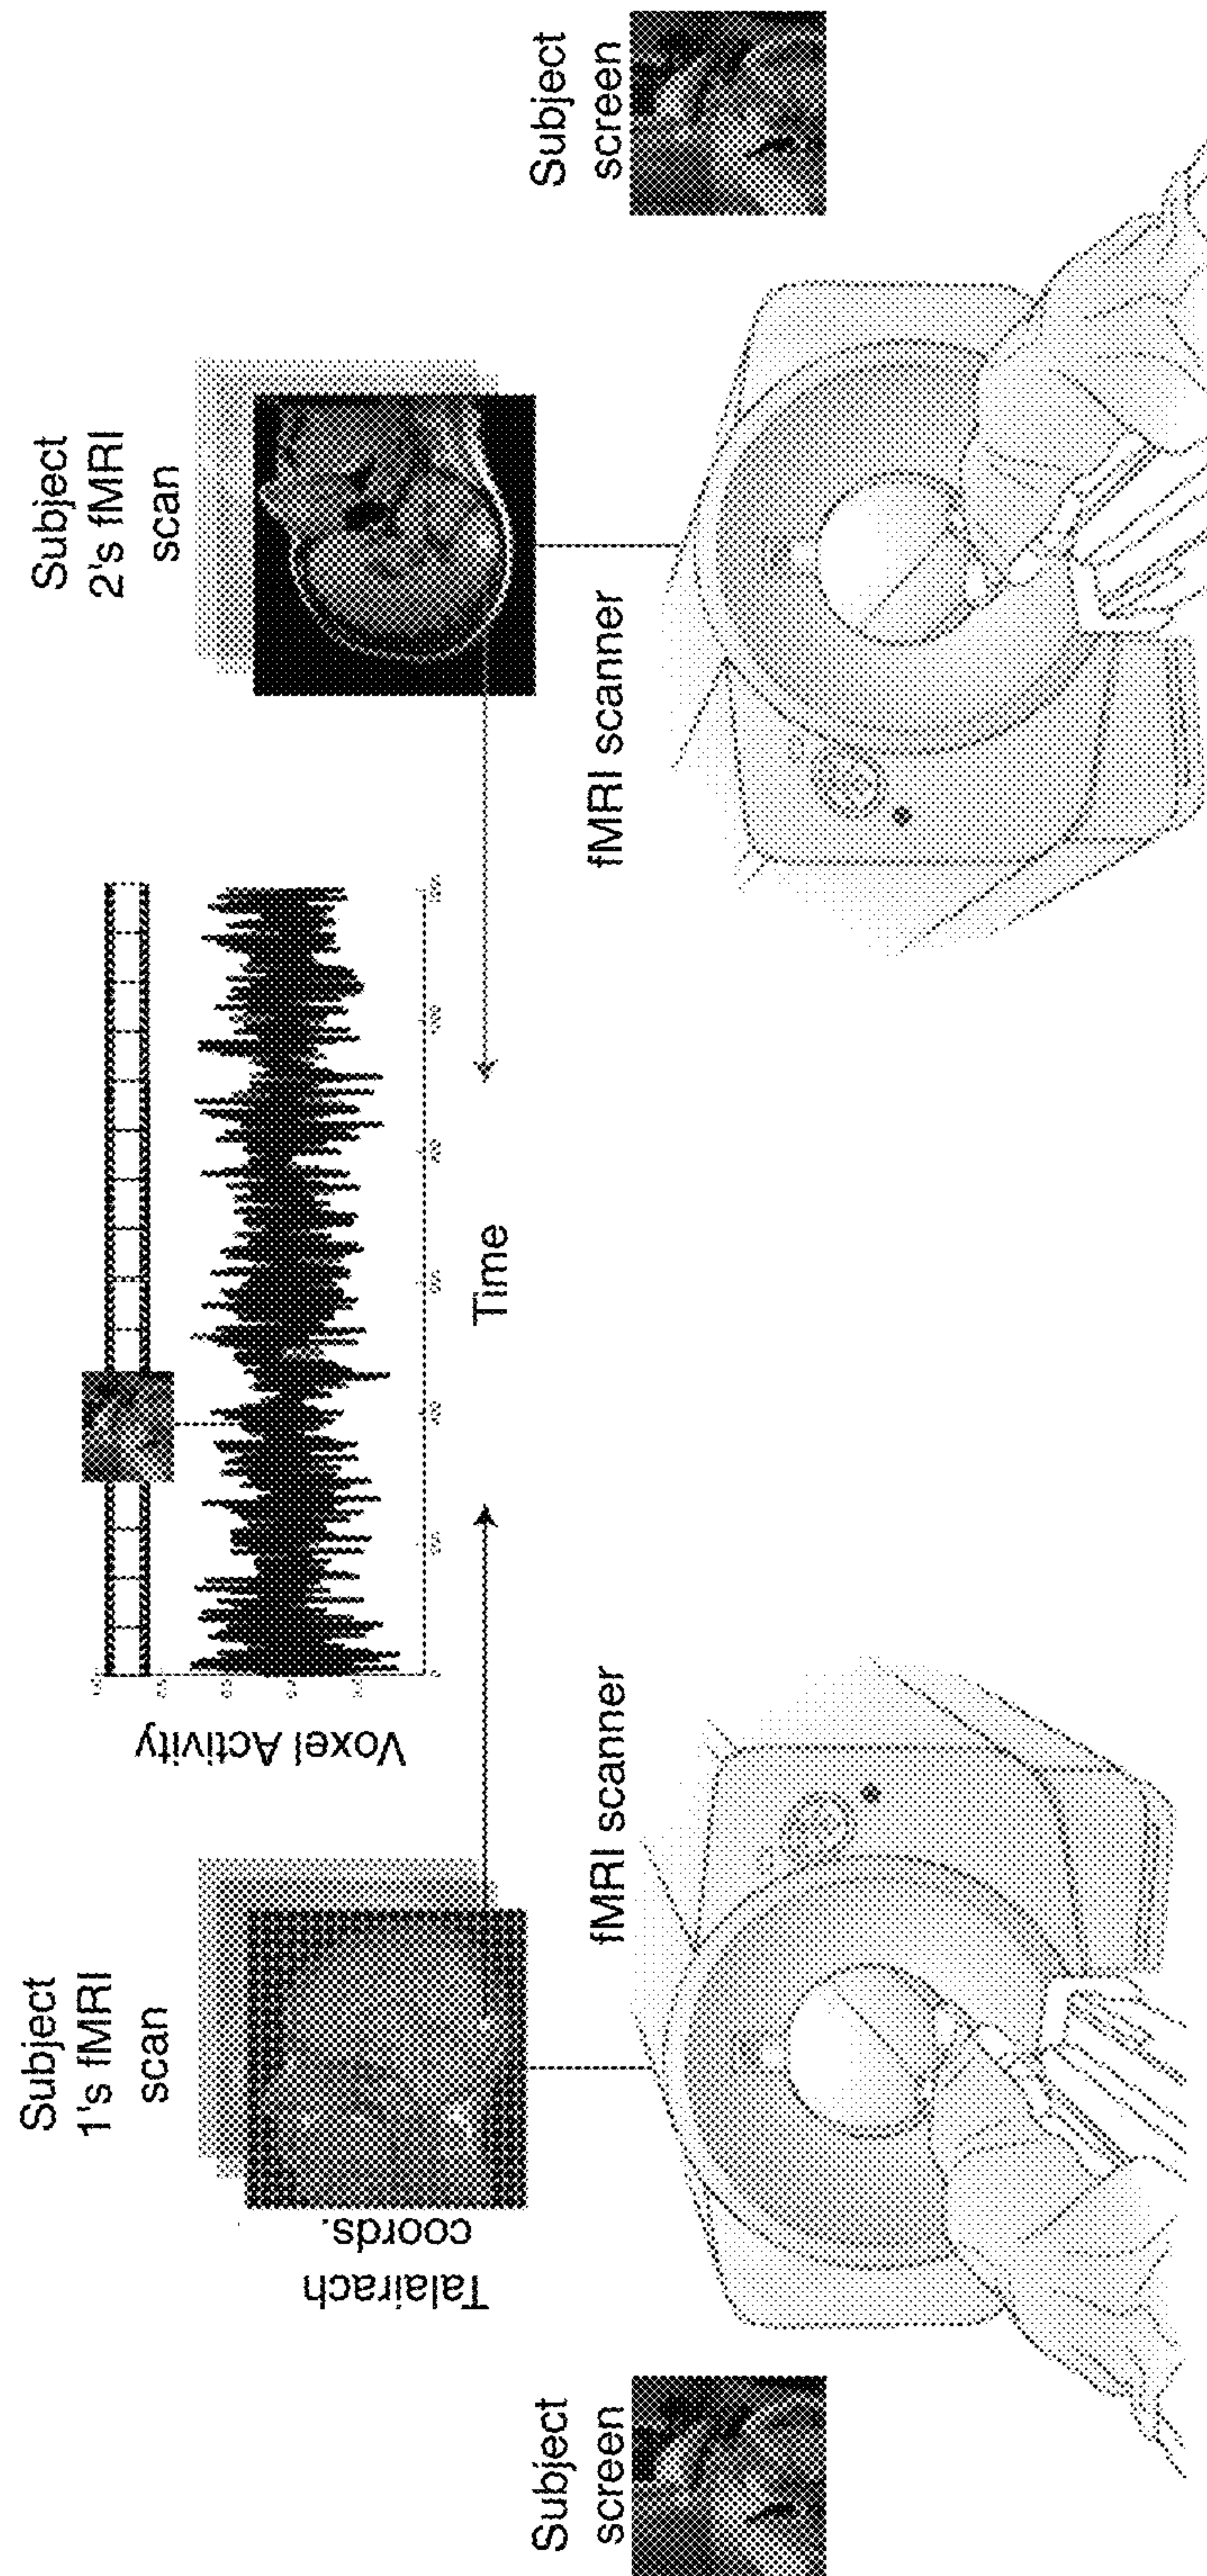 Subject
1's fMRI
scan
Subject
2's fMRI
scan
Talairach
coords.
Voxel Activity
Time
Subject
screen
fMRI scanner
fMRI scanner
Subject
screen